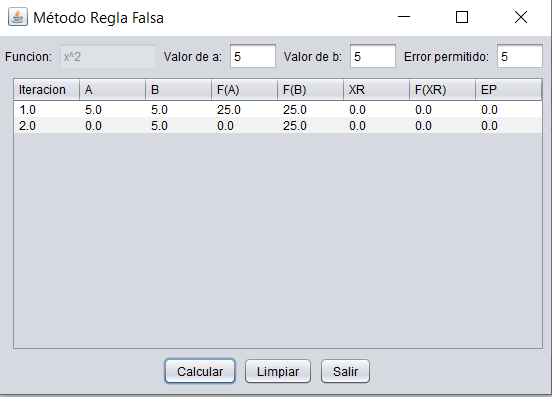 Método Regla Falsa
Funcion: x^2 Valor de a: 5 Valor de b: 5 Error permitido: 5
Iteracion A B F(A) F(B) XR F(XR) EP
1.0 5.0 5.0 25.0 25.0 0.0 0.0 0.0
2.0 0.0 5.0 0.0 25.0 0.0 0.0 0.0
Calcular Limpiar Salir